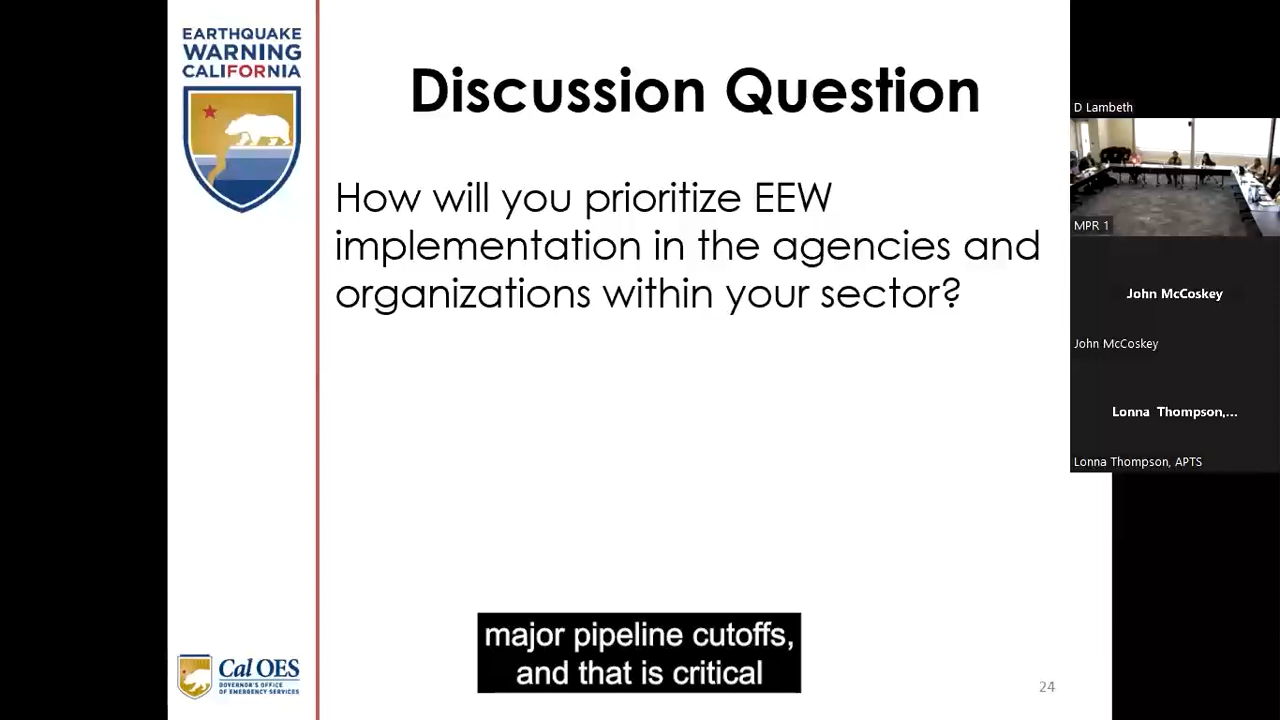 EARTHQUAKE
WARNING
CALIFORNIA
Discussion Question
How will you prioritize EEW
implementation in the agencies and
organizations within your sector?
D Lambeth
MPR 1
John McCoskey
John McCoskey
Lonna Thompson,...
Lonna Thompson, APTS
major pipeline cutoffs,
and that is critical
Cal OES
GOVERNOR'S OFFICE
OF EMERGENCY SERVICES
24